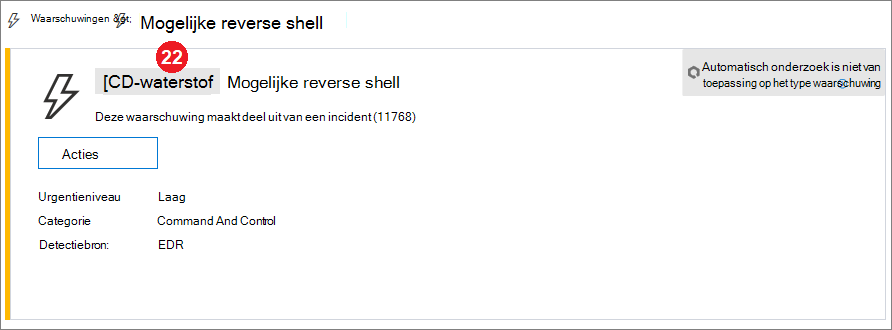 Waarschuwingen &gt; Mogelijke reverse shell
22
[CD-waterstof Mogelijke reverse shell
Automatisch onderzoek is niet van
toepassing op het type waarschuwing
Deze waarschuwing maakt deel uit van een incident (11768)
Acties
Urgentieniveau Laag
Categorie Command And Control
Detectiebron: EDR